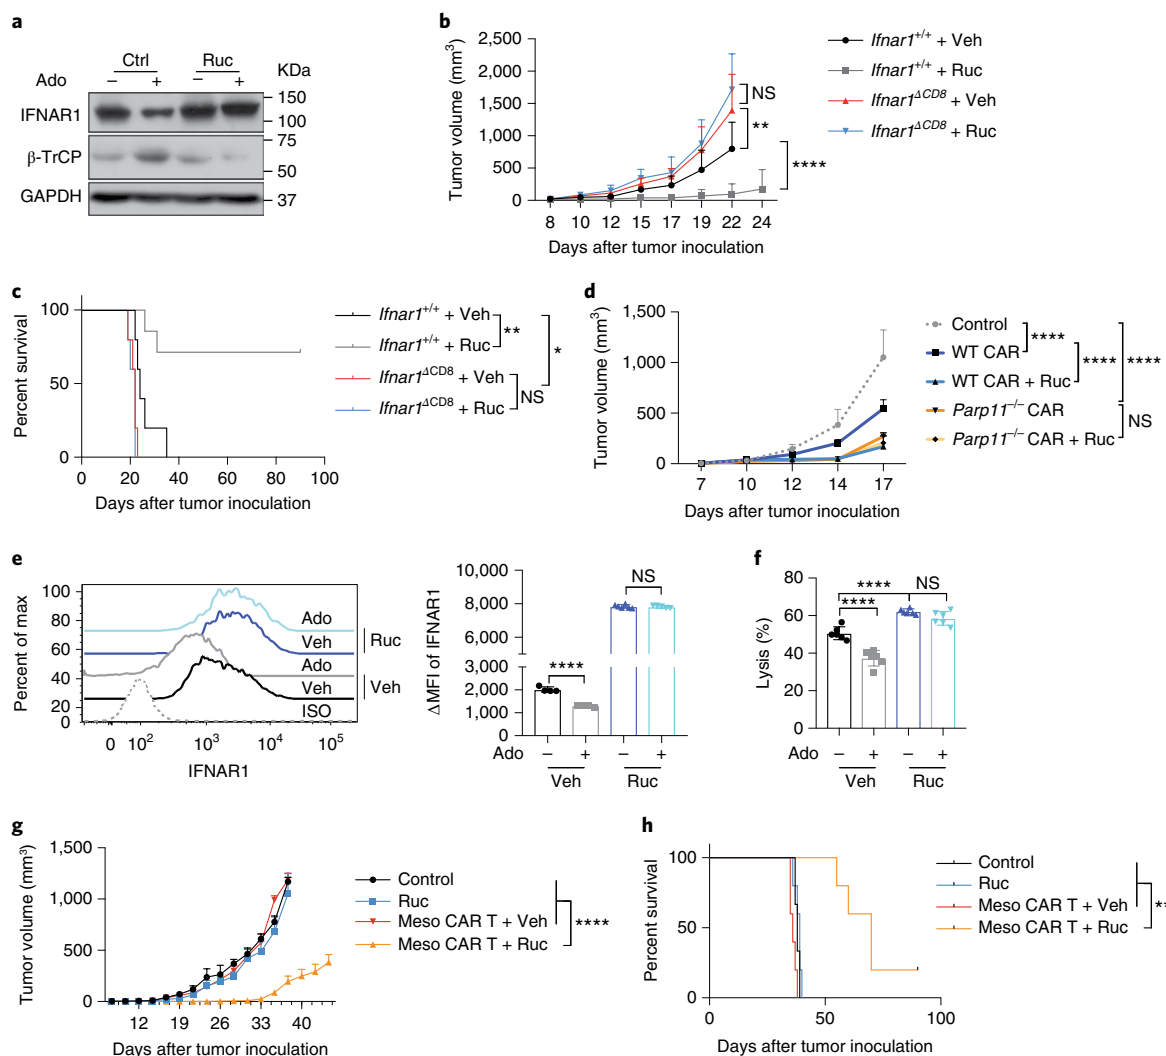 a
Ctrl Ruc
Ado – + – + KDa
IFNAR1
150
100
β-TrCP
75
50
GAPDH
37
b
Tumor volume (mm³)
2,500
2,000
1,500
1,000
500
0
8 10 12 15 17 19 22 24
Days after tumor inoculation
NS
**
****
Ifnar1+/+ + Veh
Ifnar1+/+ + Ruc
Ifnar1ΔCD8 + Veh
Ifnar1ΔCD8 + Ruc
c
Percent survival
100
50
0
0 20 40 60 80 100
Days after tumor inoculation
Ifnar1+/+ + Veh
Ifnar1+/+ + Ruc
Ifnar1ΔCD8 + Veh
Ifnar1ΔCD8 + Ruc
**
NS
*
d
Tumor volume (mm³)
1,500
1,000
500
0
7 10 12 14 17
Days after tumor inoculation
Control
WT CAR
WT CAR + Ruc
Parp11–/– CAR
Parp11–/– CAR + Ruc
****
****
****
NS
e
Percent of max
100
80
60
40
20
0
Ado
Veh
Ruc
Ado
Veh
Veh
ISO
0 10² 10³ 10⁴ 10⁵
IFNAR1
ΔMFI of IFNAR1
10,000
8,000
6,000
3,000
2,000
1,000
0
****
NS
Ado – + – +
Veh Ruc
f
Lysis (%)
80
60
40
20
0
**** NS
****
Ado – + – +
Veh Ruc
g
Tumor volume (mm³)
1,500
1,000
500
0
12 19 26 33 40
Days after tumor inoculation
Control
Ruc
Meso CAR T + Veh
Meso CAR T + Ruc
****
h
Percent survival
100
50
0
0 50 100
Days after tumor inoculation
Control
Ruc
Meso CAR T + Veh
Meso CAR T + Ruc